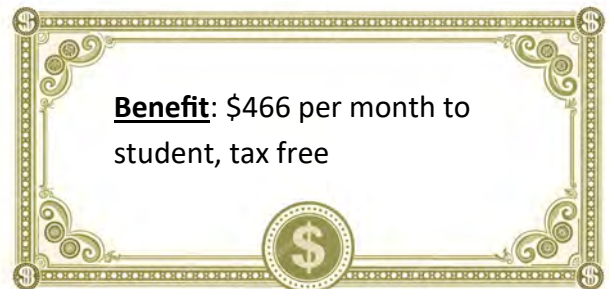 $ $
Benefit: $466 per month to
student, tax free
$
$ $